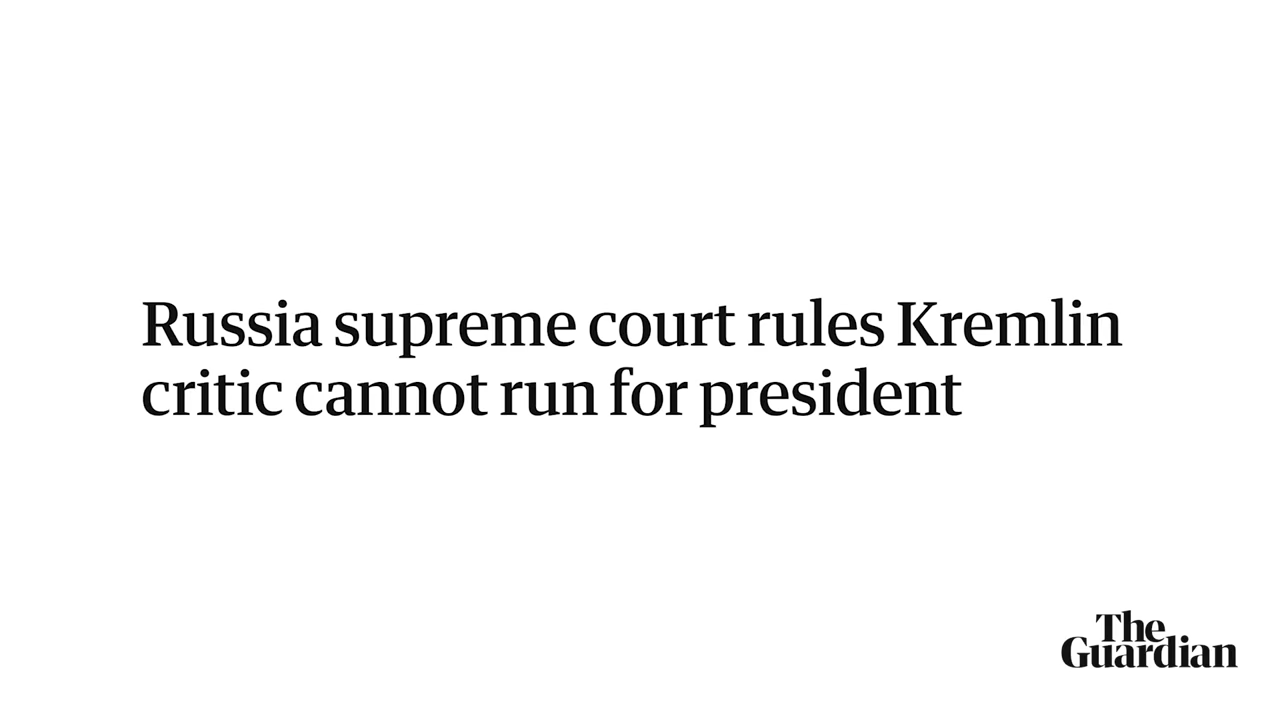 Russia supreme court rules Kremlin
critic cannot run for president
The
Guardian